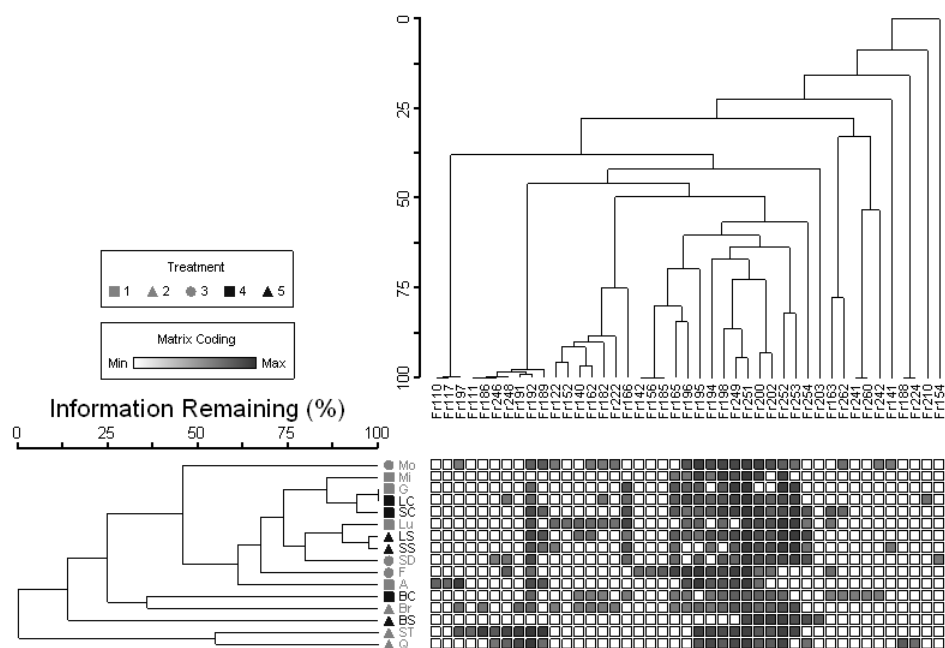 0
25
50
75
100
Treatment
1 2 3 4 5
Matrix Coding
Min Max
Information Remaining (%)
0 25 50 75 100
Fr110 Fr117 Fr197 Fr111 Fr186 Fr246 Fr248 Fr191 Fr192 Fr189 Fr122 Fr152 Fr140 Fr162 Fr182 Fr222 Fr166 Fr142 Fr156 Fr185 Fr165 Fr196 Fr195 Fr194 Fr198 Fr249 Fr251 Fr200 Fr202 Fr252 Fr253 Fr254 Fr203 Fr163 Fr262 Fr241 Fr260 Fr242 Fr141 Fr188 Fr224 Fr210 Fr154
Mo
Mi
G
LC
SC
Lu
LS
SS
SD
F
A
BC
Br
BS
ST
Q